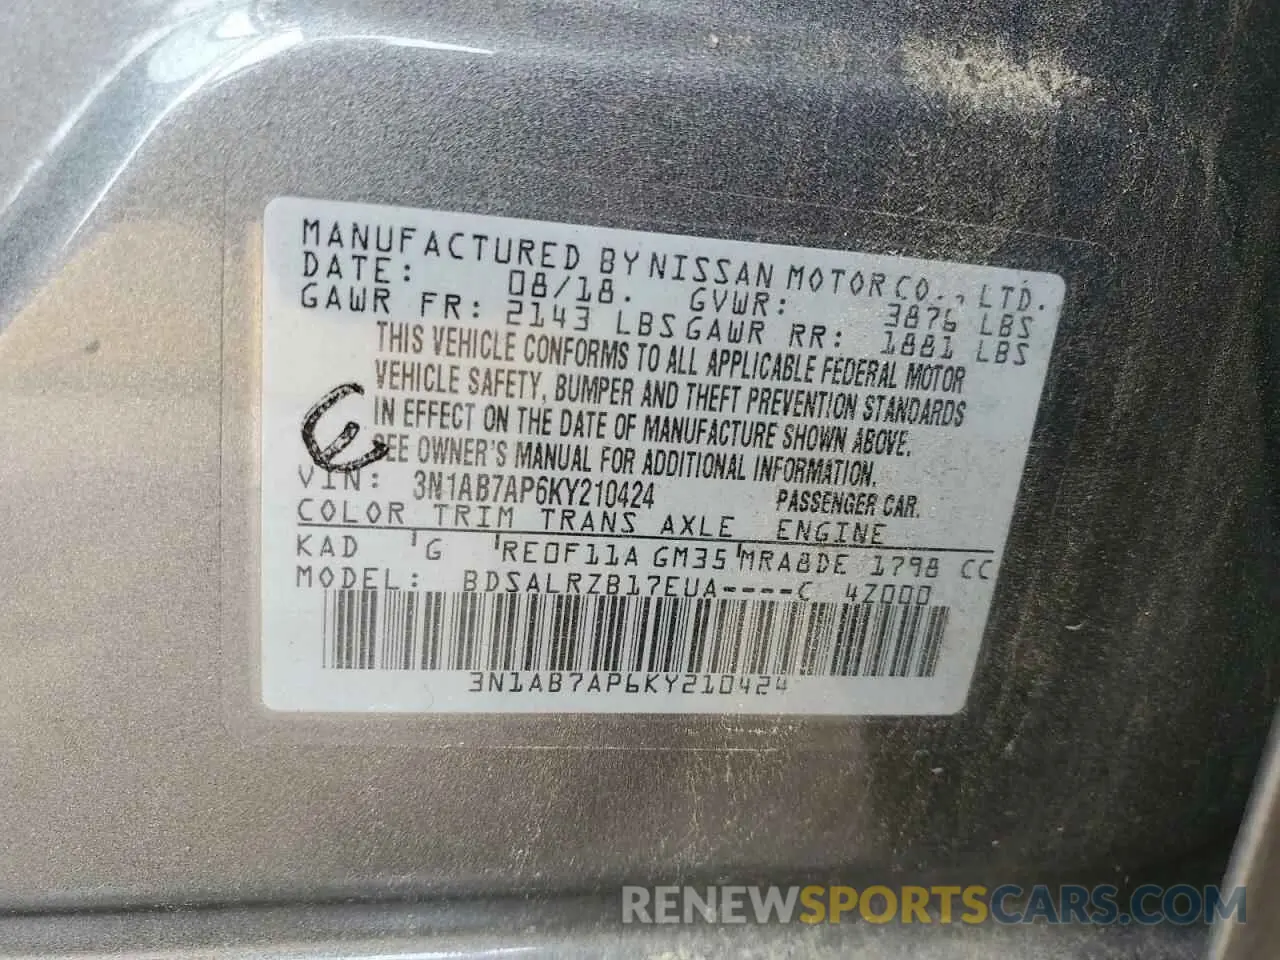 MANUFACTURED BY NISSAN MOTOR CO., LTD.
DATE: 08/18. GVWR: 3876 LBS
GAWR FR: 2143 LBS GAWR RR: 1881 LBS
THIS VEHICLE CONFORMS TO ALL APPLICABLE FEDERAL MOTOR
VEHICLE SAFETY, BUMPER AND THEFT PREVENTION STANDARDS
IN EFFECT ON THE DATE OF MANUFACTURE SHOWN ABOVE.
SEE OWNER'S MANUAL FOR ADDITIONAL INFORMATION.
VIN: 3N1AB7AP6KY210424 PASSENGER CAR.
COLOR TRIM TRANS AXLE ENGINE
KAD G RE0F11A GM35 MRA8DE 1798 CC
MODEL: BDSALRZB17EUA----C 4Z000
3N1AB7AP6KY210424
RENEWSPORTSCARS.COM